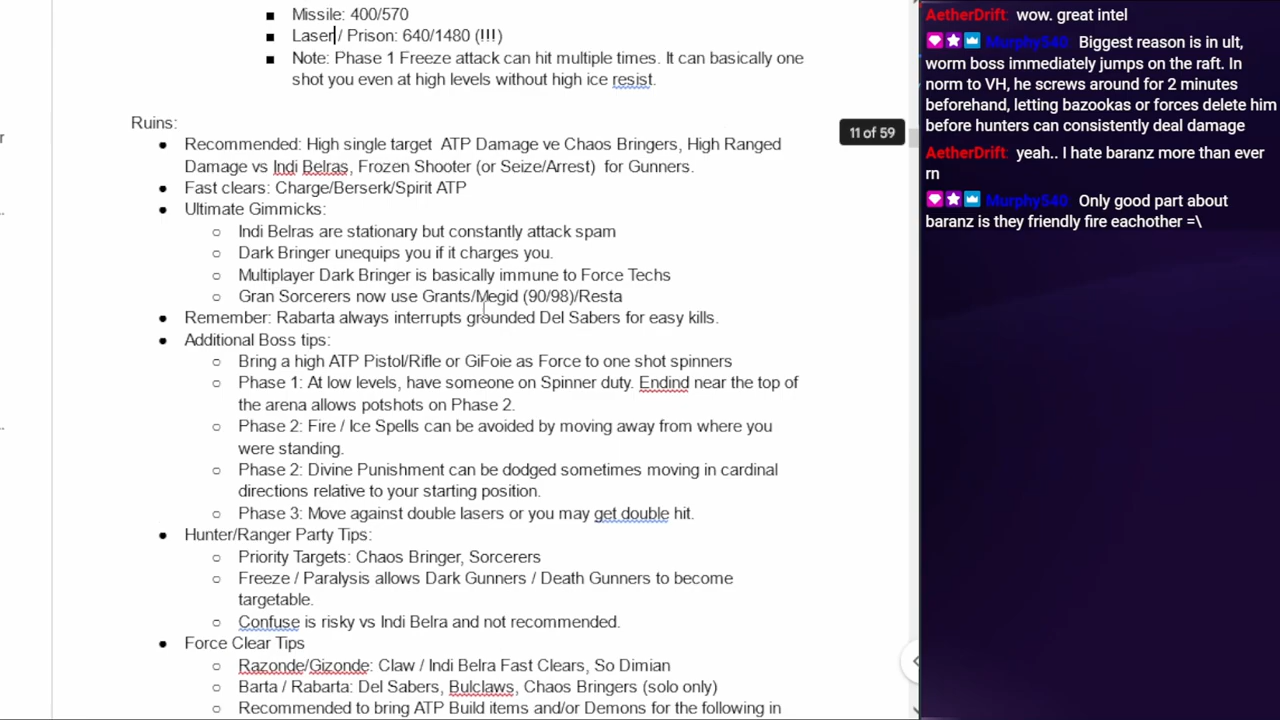 Missile: 400/570
Laser / Prison: 640/1480 (!!!)
Note: Phase 1 Freeze attack can hit multiple times. It can basically one
shot you even at high levels without high ice resist.
Ruins:
Recommended: High single target  ATP Damage ve Chaos Bringers, High Ranged
Damage vs Indi Belras, Frozen Shooter (or Seize/Arrest)  for Gunners.
Fast clears: Charge/Berserk/Spirit ATP
Ultimate Gimmicks:
Indi Belras are stationary but constantly attack spam
Dark Bringer unequips you if it charges you.
Multiplayer Dark Bringer is basically immune to Force Techs
Gran Sorcerers now use Grants/Megid (90/98)/Resta
Remember: Rabarta always interrupts grounded Del Sabers for easy kills.
Additional Boss tips:
Bring a high ATP Pistol/Rifle or GiFoie as Force to one shot spinners
Phase 1: At low levels, have someone on Spinner duty. Endind near the top of
the arena allows potshots on Phase 2.
Phase 2: Fire / Ice Spells can be avoided by moving away from where you
were standing.
Phase 2: Divine Punishment can be dodged sometimes moving in cardinal
directions relative to your starting position.
Phase 3: Move against double lasers or you may get double hit.
Hunter/Ranger Party Tips:
Priority Targets: Chaos Bringer, Sorcerers
Freeze / Paralysis allows Dark Gunners / Death Gunners to become
targetable.
Confuse is risky vs Indi Belra and not recommended.
Force Clear Tips
Razonde/Gizonde: Claw / Indi Belra Fast Clears, So Dimian
Barta / Rabarta: Del Sabers, Bulclaws, Chaos Bringers (solo only)
Recommended to bring ATP Build items and/or Demons for the following in
11 of 59
AetherDrift: wow. great intel
Murphy540: Biggest reason is in ult,
worm boss immediately jumps on the raft. In
norm to VH, he screws around for 2 minutes
beforehand, letting bazookas or forces delete him
before hunters can consistently deal damage
AetherDrift: yeah.. I hate baranz more than ever
rn
Murphy540: Only good part about
baranz is they friendly fire eachother =\